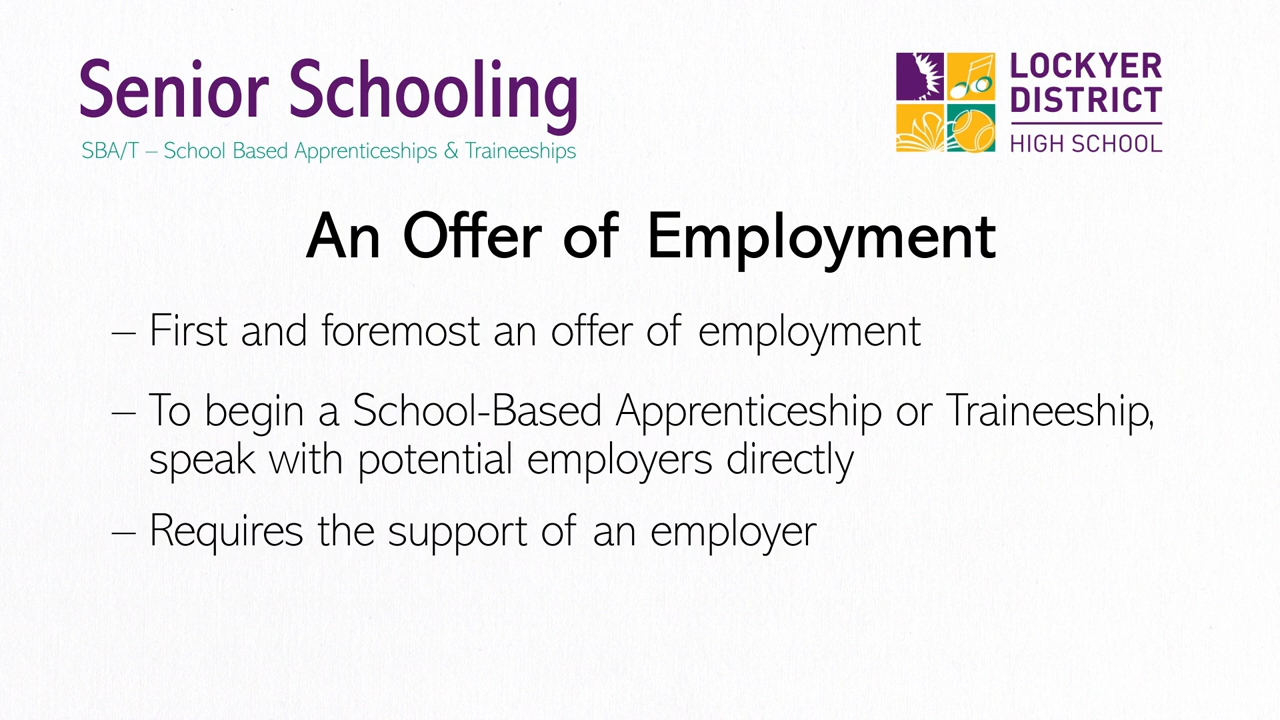 Senior Schooling
SBA/T – School Based Apprenticeships & Traineeships
LOCKYER
DISTRICT
HIGH SCHOOL
An Offer of Employment
– First and foremost an offer of employment
– To begin a School-Based Apprenticeship or Traineeship,
speak with potential employers directly
– Requires the support of an employer